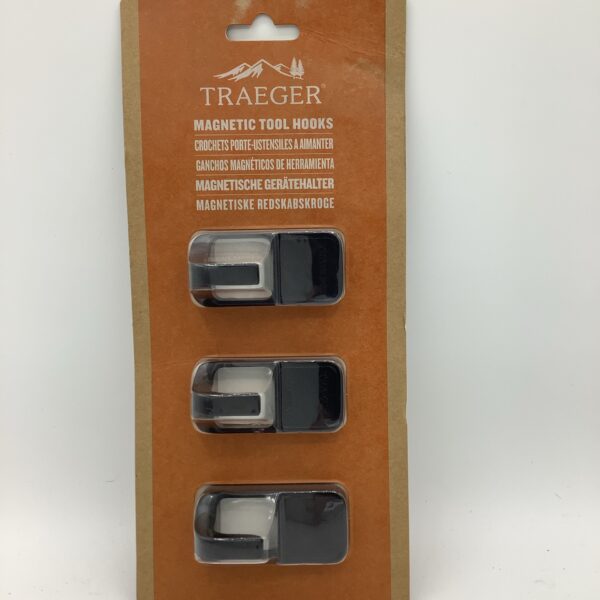 TRAEGER®
MAGNETIC TOOL HOOKS
CROCHETS PORTE-USTENSILES A AIMANTER
GANCHOS MAGNÉTICOS DE HERRAMIENTA
MAGNETISCHE GERÄTEHALTER
MAGNETISKE REDSKABSKROGE